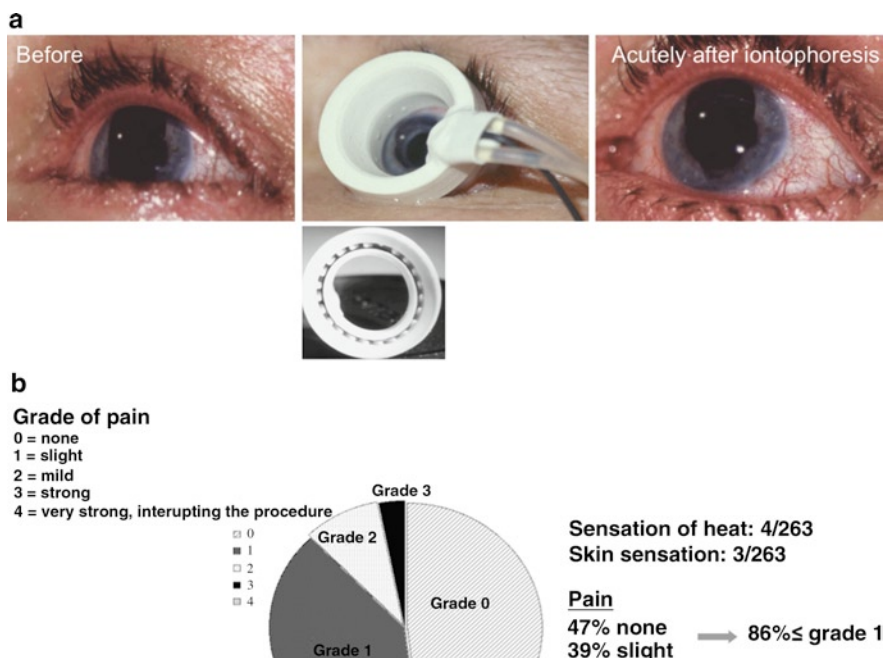 a
Before
Acutely after iontophoresis
b
Grade of pain
0 = none
1 = slight
2 = mild
3 = strong
4 = very strong, interupting the procedure
0
1
2
3
4
Grade 3
Grade 2
Grade 0
Grade 1
Sensation of heat: 4/263
Skin sensation: 3/263
Pain
47% none
39% slight
86%≤ grade 1